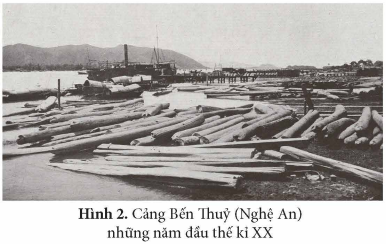 Hình 2. Cảng Bến Thuỷ (Nghệ An)
những năm đầu thế kỉ XX